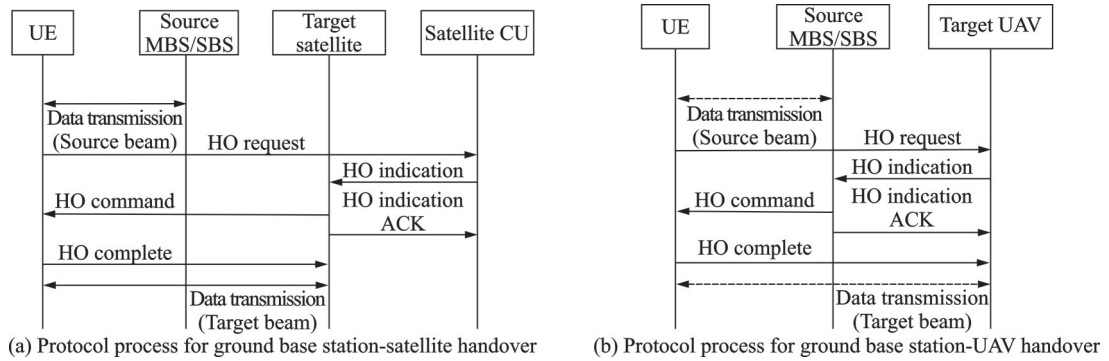 UE
Source
MBS/SBS
Target
satellite
Satellite CU
Data transmission
(Source beam)
HO request
HO indication
HO command
HO indication
ACK
HO complete
Data transmission
(Target beam)
(a) Protocol process for ground base station-satellite handover
UE
Source
MBS/SBS
Target UAV
Data transmission
(Source beam)
HO request
HO indication
HO command
HO indication
ACK
HO complete
Data transmission
(Target beam)
(b) Protocol process for ground base station-UAV handover